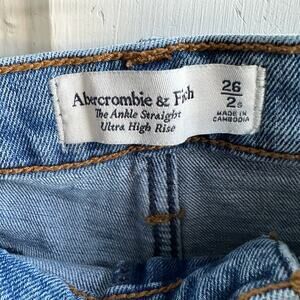 Abercrombie & Fitch
The Ankle Straight
Ultra High Rise
26
2S
MADE IN
CAMBODIA